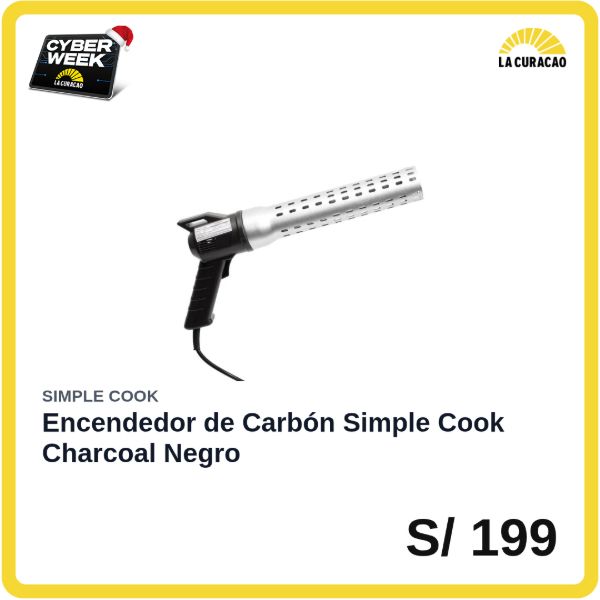 CYBER
WEEK
LA CURACAO
LA CURACAO
SIMPLE COOK
Encendedor de Carbón Simple Cook
Charcoal Negro
S/ 199